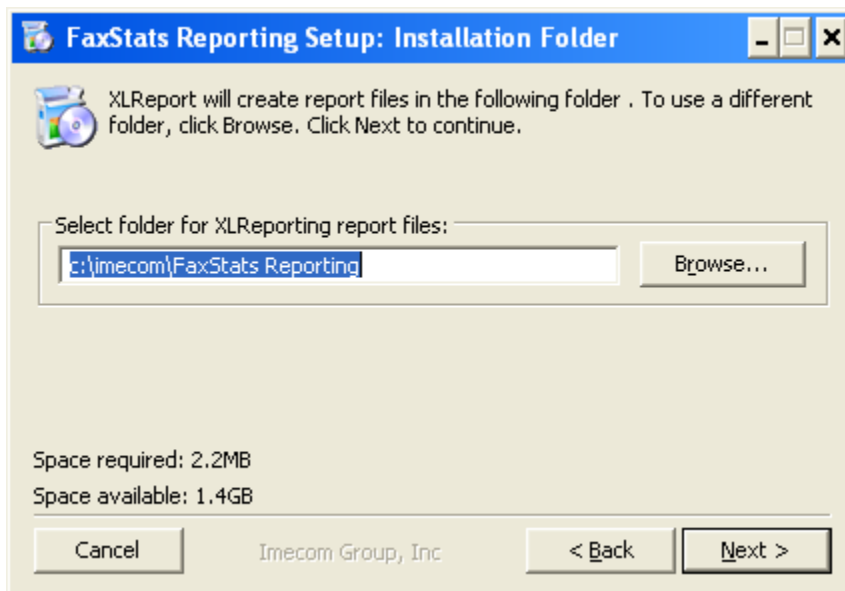 FaxStats Reporting Setup: Installation Folder
XLReport will create report files in the following folder . To use a different
folder, click Browse. Click Next to continue.
Select folder for XLReporting report files:
c:\imecom\FaxStats Reporting
Browse...
Space required: 2.2MB
Space available: 1.4GB
Cancel
Imecom Group, Inc
< Back
Next >